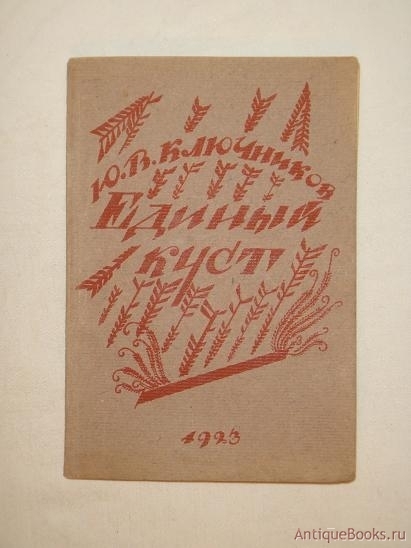 Ю.В.Ключников
Единый
куст
1923
AntiqueBooks.ru